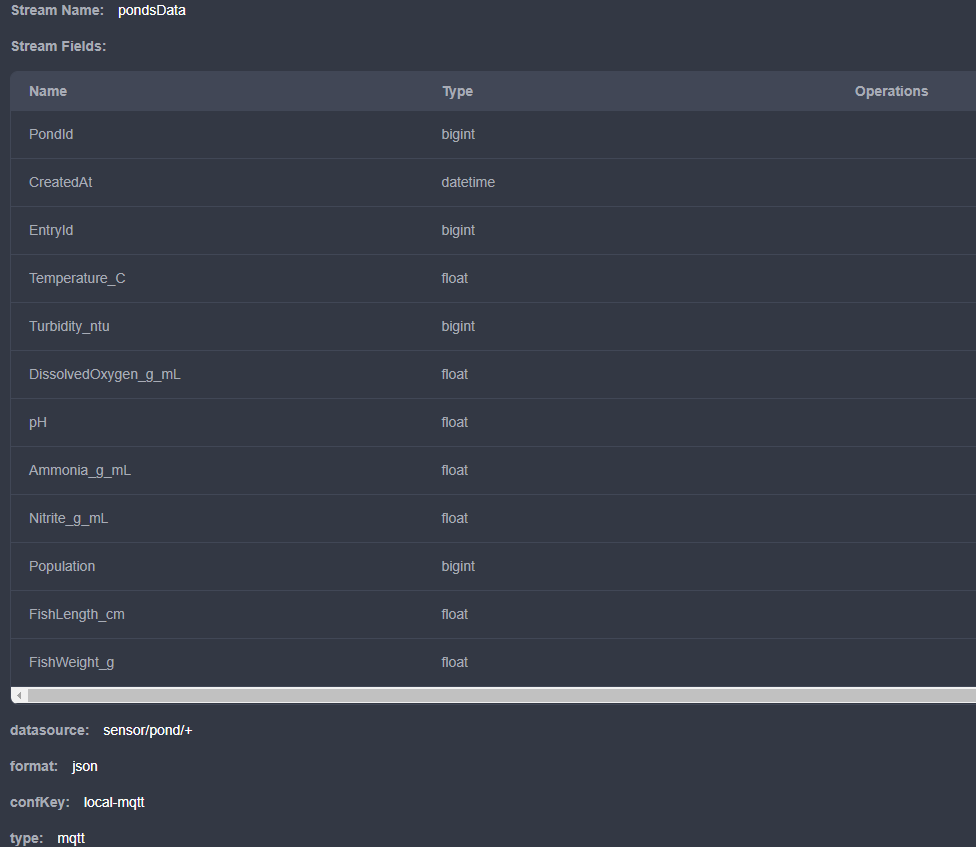 Stream Name: pondsData
Stream Fields:
Name Type Operations
PondId bigint
CreatedAt datetime
EntryId bigint
Temperature_C float
Turbidity_ntu bigint
DissolvedOxygen_g_mL float
pH float
Ammonia_g_mL float
Nitrite_g_mL float
Population bigint
FishLength_cm float
FishWeight_g float
datasource: sensor/pond/+
format: json
confKey: local-mqtt
type: mqtt